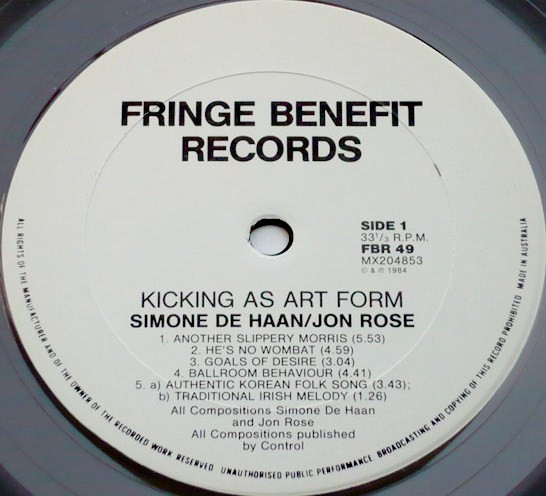 FRINGE BENEFIT
RECORDS
SIDE 1
33⅓ R.P.M.
FBR 49
MX204853
© & ℗ 1984
KICKING AS ART FORM
SIMONE DE HAAN/JON ROSE
1. ANOTHER SLIPPERY MORRIS (5.53)
2. HE'S NO WOMBAT (4.59)
3. GOALS OF DESIRE (3.04)
4. BALLROOM BEHAVIOUR (4.41)
5. a) AUTHENTIC KOREAN FOLK SONG (3.43);
b) TRADITIONAL IRISH MELODY (1.26)
All Compositions Simone De Haan
and Jon Rose
All Compositions published
by Control
ALL RIGHTS OF THE MANUFACTURER AND OF THE OWNER OF THE RECORDED WORK RESERVED. UNAUTHORISED PUBLIC PERFORMANCE, BROADCASTING AND COPYING OF THIS RECORD PROHIBITED. MADE IN AUSTRALIA